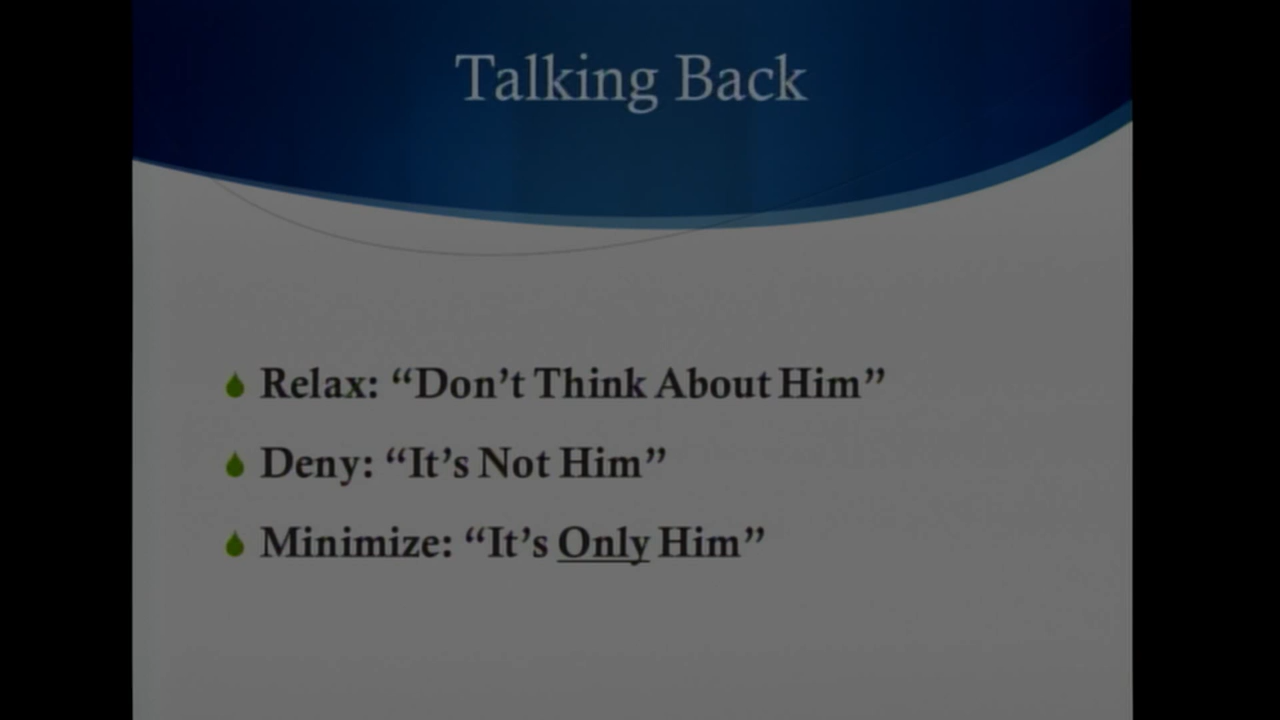 Talking Back
Relax: “Don’t Think About Him”
Deny: “It’s Not Him”
Minimize: “It’s Only Him”